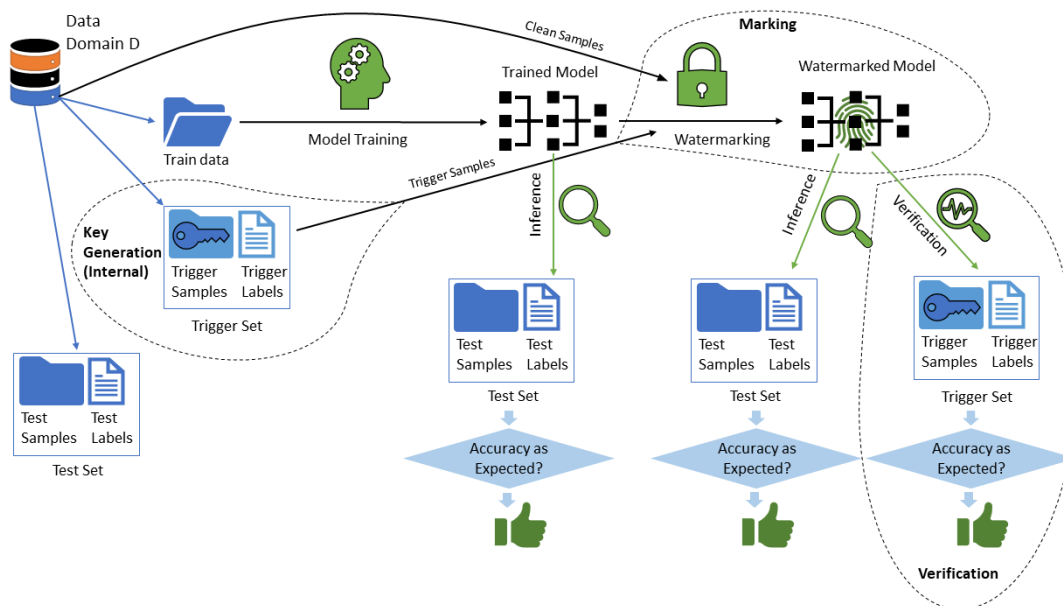 Data
Domain D
Clean Samples
Marking
Trained Model
Watermarked Model
Train data
Model Training
Watermarking
Trigger Samples
Key
Generation
(Internal)
Trigger Trigger
Samples Labels
Trigger Set
Inference
Inference
Verification
Test Test
Samples Labels
Test Set
Test Test
Samples Labels
Test Set
Test Test
Samples Labels
Test Set
Trigger Trigger
Samples Labels
Trigger Set
Accuracy as
Expected?
Accuracy as
Expected?
Accuracy as
Expected?
Verification